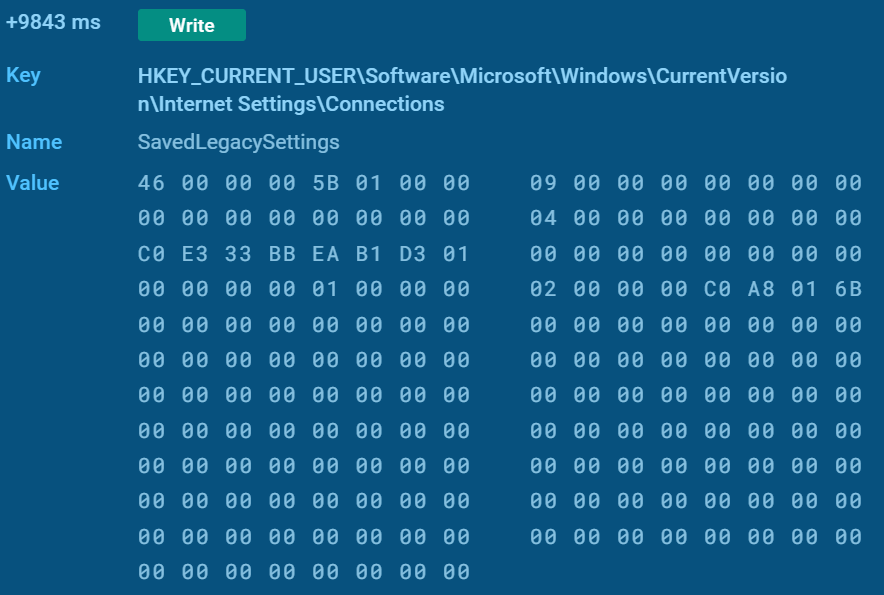 +9843 ms Write
Key HKEY_CURRENT_USER\Software\Microsoft\Windows\CurrentVersio
n\Internet Settings\Connections
Name SavedLegacySettings
Value 46 00 00 00 5B 01 00 00 09 00 00 00 00 00 00 00
00 00 00 00 00 00 00 00 04 00 00 00 00 00 00 00
C0 E3 33 BB EA B1 D3 01 00 00 00 00 00 00 00 00
00 00 00 00 01 00 00 00 02 00 00 00 C0 A8 01 6B
00 00 00 00 00 00 00 00 00 00 00 00 00 00 00 00
00 00 00 00 00 00 00 00 00 00 00 00 00 00 00 00
00 00 00 00 00 00 00 00 00 00 00 00 00 00 00 00
00 00 00 00 00 00 00 00 00 00 00 00 00 00 00 00
00 00 00 00 00 00 00 00 00 00 00 00 00 00 00 00
00 00 00 00 00 00 00 00 00 00 00 00 00 00 00 00
00 00 00 00 00 00 00 00 00 00 00 00 00 00 00 00
00 00 00 00 00 00 00 00